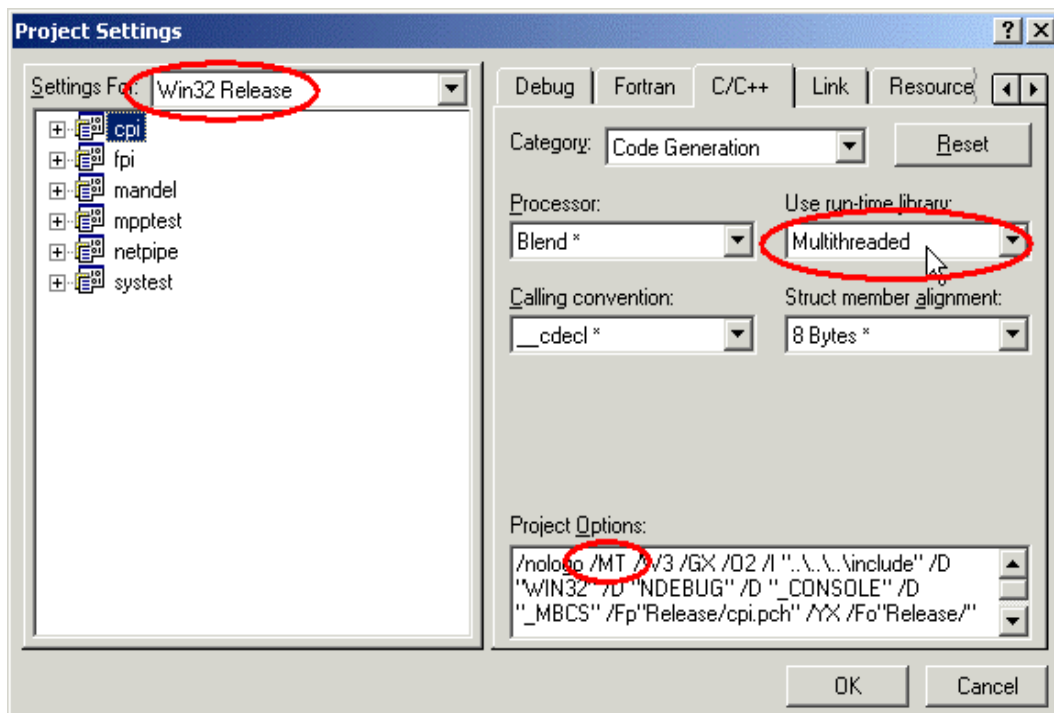 Project Settings
Settings For: Win32 Release
cpi
fpi
mandel
mpptest
netpipe
systest
Debug Fortran C/C++ Link Resource
Category: Code Generation Reset
Processor: Use run-time library:
Blend * Multithreaded
Calling convention: Struct member alignment:
__cdecl * 8 Bytes *
Project Options:
/nologo /MT /W3 /GX /O2 /I "..\..\..\include" /D
"WIN32" /D "NDEBUG" /D "_CONSOLE" /D
"_MBCS" /Fp"Release/cpi.pch" /YX /Fo"Release/"
OK Cancel